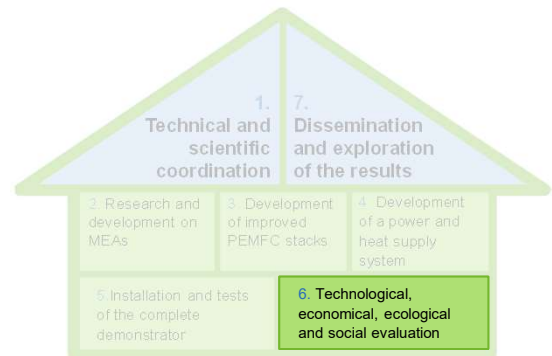 1.
Technical and
scientific
coordination
7.
Dissemination
and exploration
of the results
2. Research and
development on
MEAs
3. Development
of improved
PEMFC stacks
4. Development
of a power and
heat supply
system
5.Installation and tests
of the complete
demonstrator
6. Technological,
economical, ecological
and social evaluation